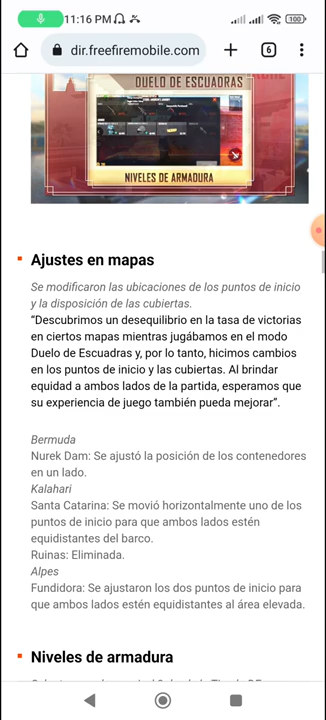 11:16 PM
100
dir.freefiremobile.com
6
DUELO DE ESCUADRAS
NIVELES DE ARMADURA
Ajustes en mapas
Se modificaron las ubicaciones de los puntos de inicio
y la disposición de las cubiertas.
“Descubrimos un desequilibrio en la tasa de victorias
en ciertos mapas mientras jugábamos en el modo
Duelo de Escuadras y, por lo tanto, hicimos cambios
en los puntos de inicio y las cubiertas. Al brindar
equidad a ambos lados de la partida, esperamos que
su experiencia de juego también pueda mejorar”.
Bermuda
Nurek Dam: Se ajustó la posición de los contenedores
en un lado.
Kalahari
Santa Catarina: Se movió horizontalmente uno de los
puntos de inicio para que ambos lados estén
equidistantes del barco.
Ruinas: Eliminada.
Alpes
Fundidora: Se ajustaron los dos puntos de inicio para
que ambos lados estén equidistantes al área elevada.
Niveles de armadura